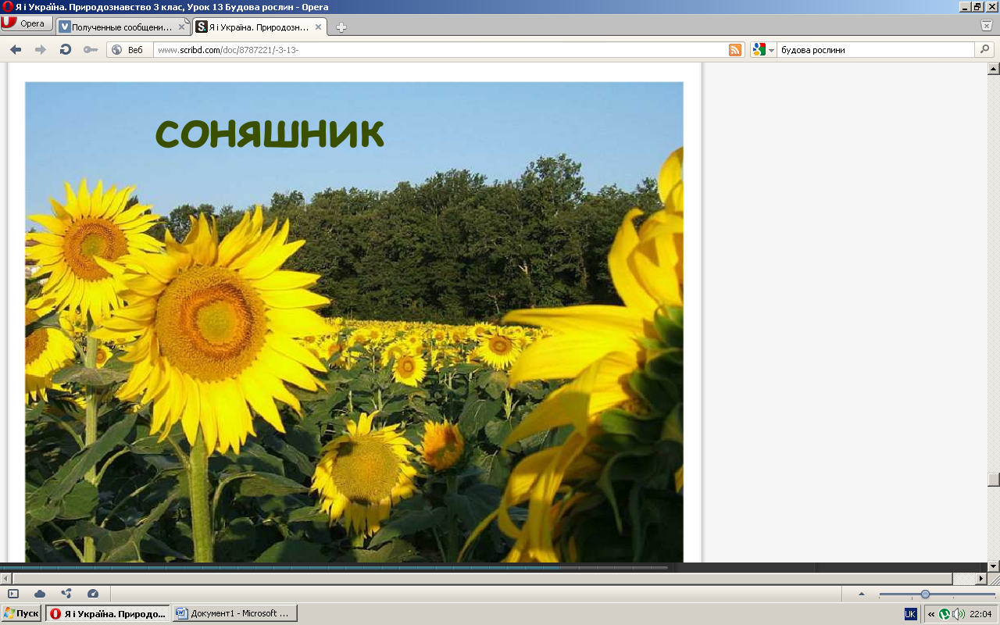 Я і Україна. Природознавство 3 клас, Урок 13 Будова рослин - Opera
Opera
Полученные сообщени...
Я і Україна. Природозн...
Веб
www.scribd.com/doc/8787221/-3-13-
будова рослини
СОНЯШНИК
Пуск
Я і Україна. Природо...
Документ1 - Microsoft ...
UK
22:04